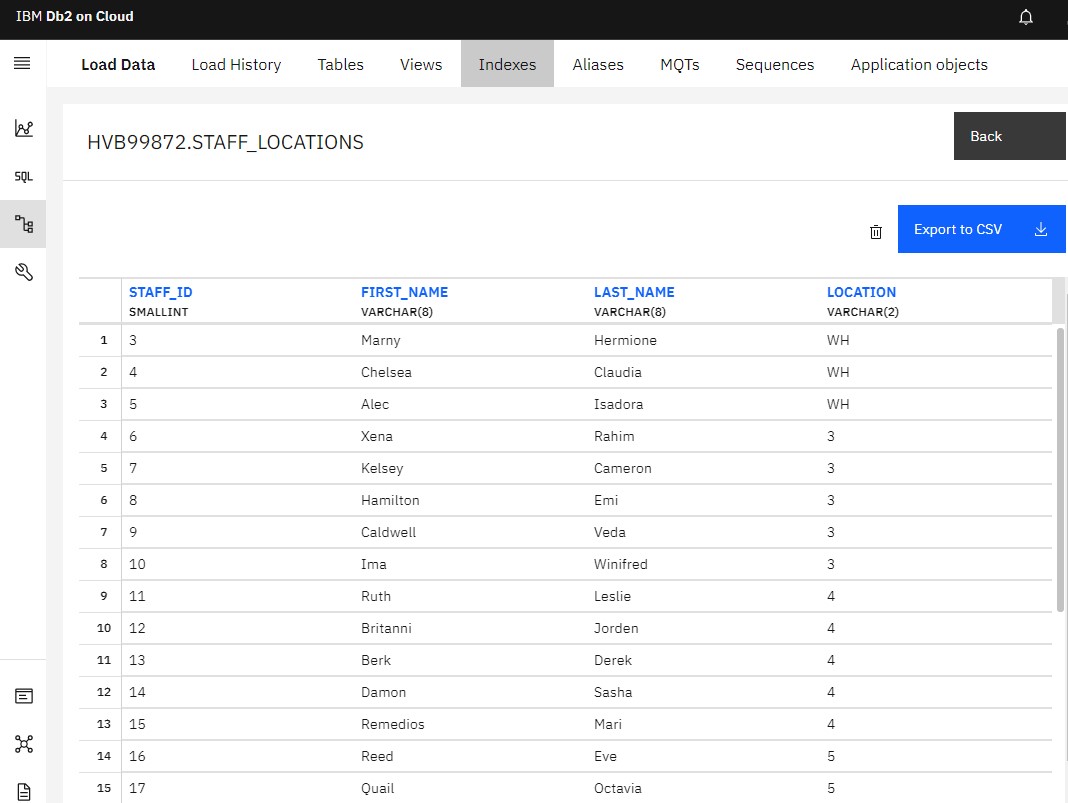 IBM Db2 on Cloud
Load Data Load History Tables Views Indexes Aliases MQTs Sequences Application objects
HVB99872.STAFF_LOCATIONS
Back
SQL
Export to CSV
STAFF_ID FIRST_NAME LAST_NAME LOCATION
SMALLINT VARCHAR(8) VARCHAR(8) VARCHAR(2)
1 3 Marny Hermione WH
2 4 Chelsea Claudia WH
3 5 Alec Isadora WH
4 6 Xena Rahim 3
5 7 Kelsey Cameron 3
6 8 Hamilton Emi 3
7 9 Caldwell Veda 3
8 10 Ima Winifred 3
9 11 Ruth Leslie 4
10 12 Britanni Jorden 4
11 13 Berk Derek 4
12 14 Damon Sasha 4
13 15 Remedios Mari 4
14 16 Reed Eve 5
15 17 Quail Octavia 5